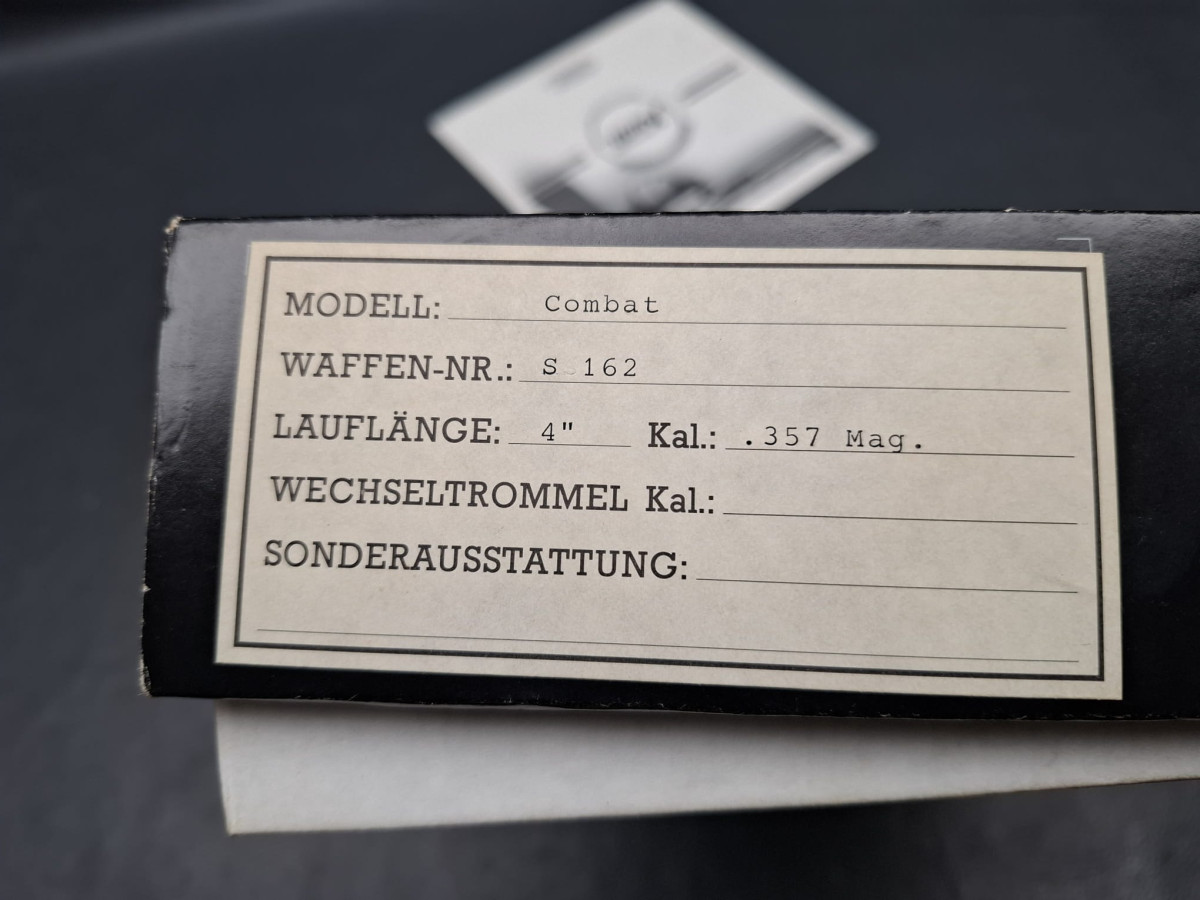 MODELL: Combat
WAFFEN-NR.: S 162
LAUFLÄNGE: 4" Kal.: .357 Mag.
WECHSELTROMMEL Kal.:
SONDERAUSSTATTUNG: